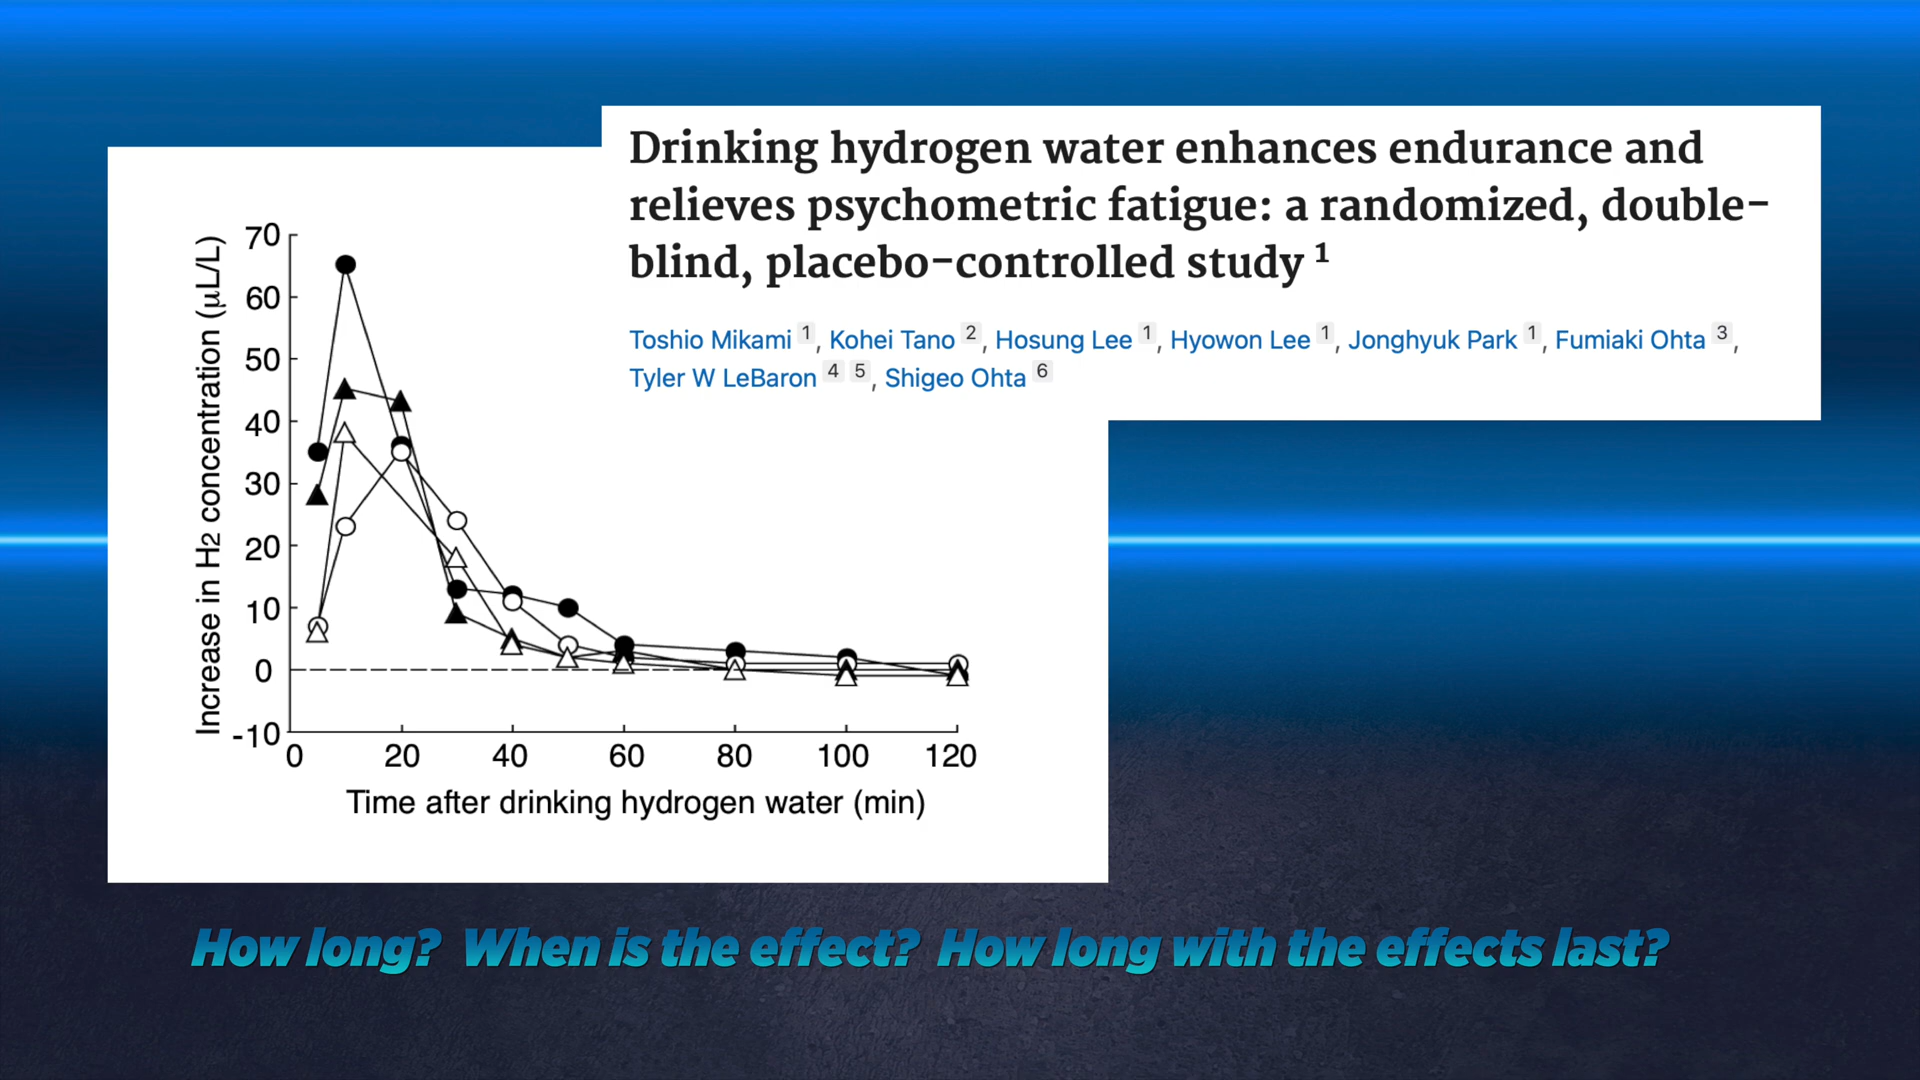 Drinking hydrogen water enhances endurance and
relieves psychometric fatigue: a randomized, double-
blind, placebo-controlled study 1
Toshio Mikami 1, Kohei Tano 2, Hosung Lee 1, Hyowon Lee 1, Jonghyuk Park 1, Fumiaki Ohta 3,
Tyler W LeBaron 4 5, Shigeo Ohta 6
Increase in H2 concentration (μL/L)
70
60
50
40
30
20
10
0
-10
0 20 40 60 80 100 120
Time after drinking hydrogen water (min)
How long? When is the effect? How long with the effects last?